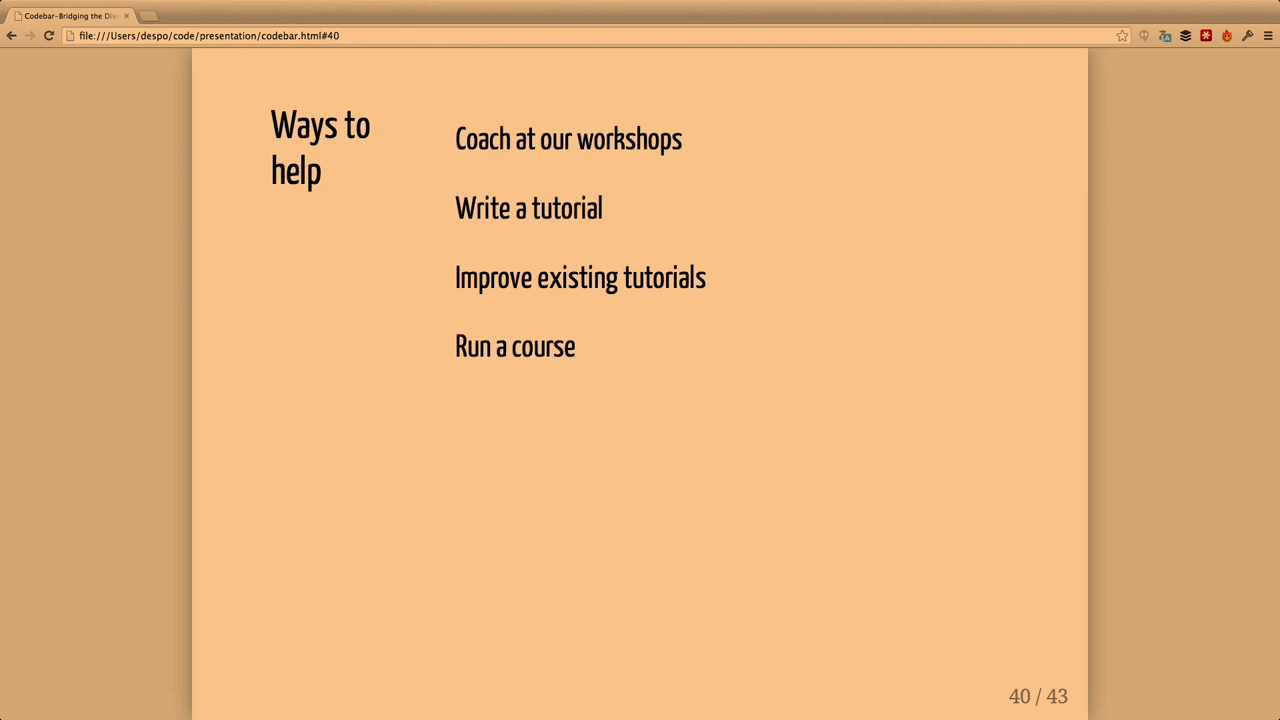 Codebar-Bridging the Div
file:///Users/despo/code/presentation/codebar.html#40
Ways to
help
Coach at our workshops
Write a tutorial
Improve existing tutorials
Run a course
40 / 43